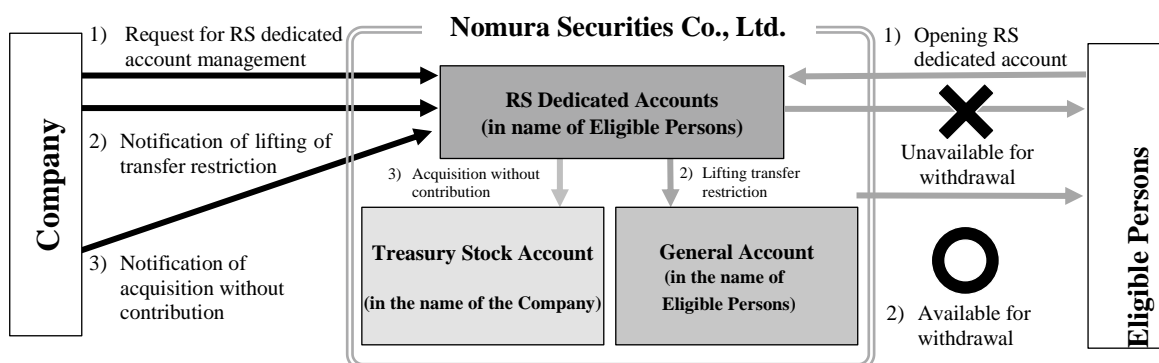 Nomura Securities Co., Ltd.
Company
1) Request for RS dedicated
account management
2) Notification of lifting of
transfer restriction
3) Notification of
acquisition without
contribution
RS Dedicated Accounts
(in name of Eligible Persons)
3) Acquisition without
contribution
2) Lifting transfer
restriction
Treasury Stock Account
(in the name of the Company)
General Account
(in the name of
Eligible Persons)
1) Opening RS
dedicated account
Unavailable for
withdrawal
2) Available for
withdrawal
Eligible Persons